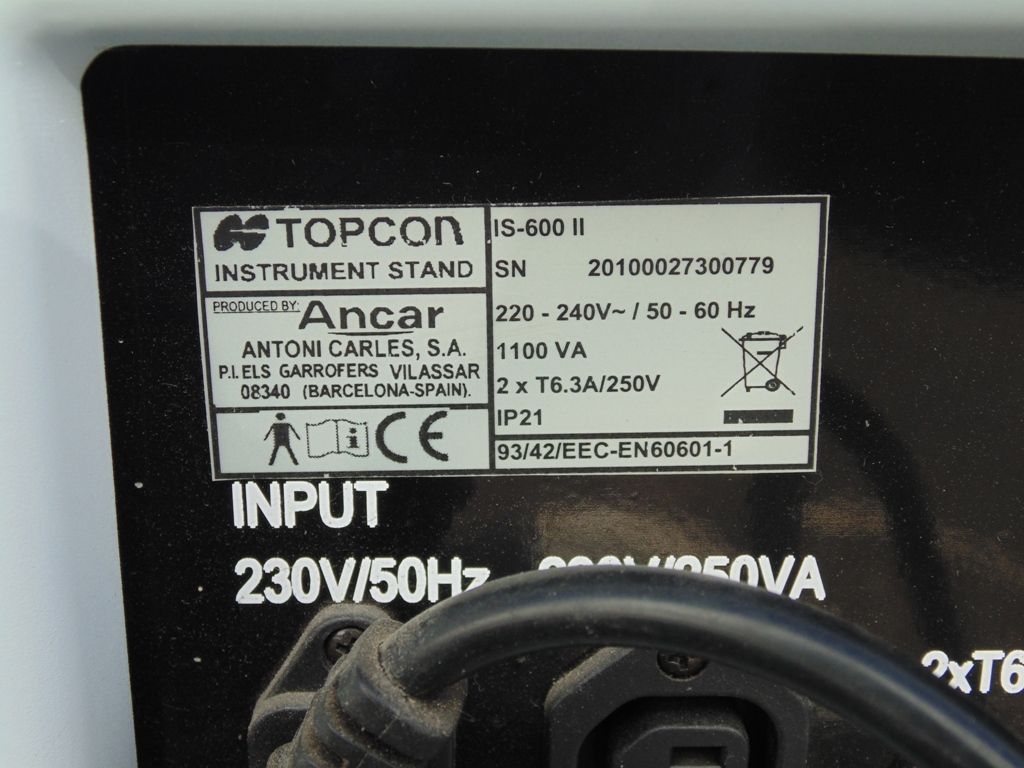 TOPCON
INSTRUMENT STAND
PRODUCED BY: Ancar
ANTONI CARLES, S.A.
P.I. ELS GARROFERS VILASSAR
08340 (BARCELONA-SPAIN).
CE
IS-600 II
SN 20100027300779
220 - 240V~ / 50 - 60 Hz
1100 VA
2 x T6.3A/250V
IP21
93/42/EEC-EN60601-1
INPUT
230V/50Hz
2xT6